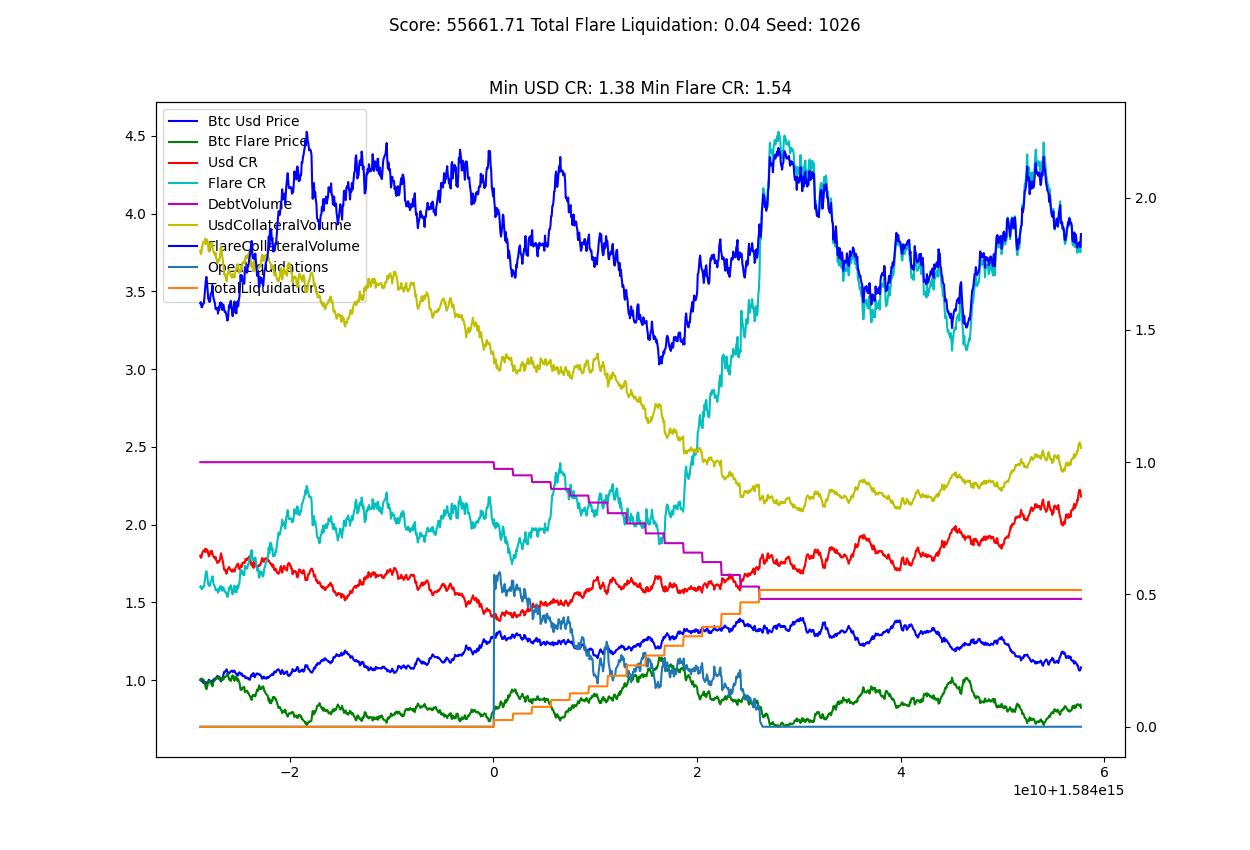 Score: 55661.71 Total Flare Liquidation: 0.04 Seed: 1026
Min USD CR: 1.38 Min Flare CR: 1.54
Btc Usd Price
Btc Flare Price
Usd CR
Flare CR
DebtVolume
UsdCollateralVolume
FlareCollateralVolume
OpenLiquidations
TotalLiquidations
4.5
4.0
3.5
3.0
2.5
2.0
1.5
1.0
2.0
1.5
1.0
0.5
0.0
−2
0
2
4
6
1e10+1.584e15